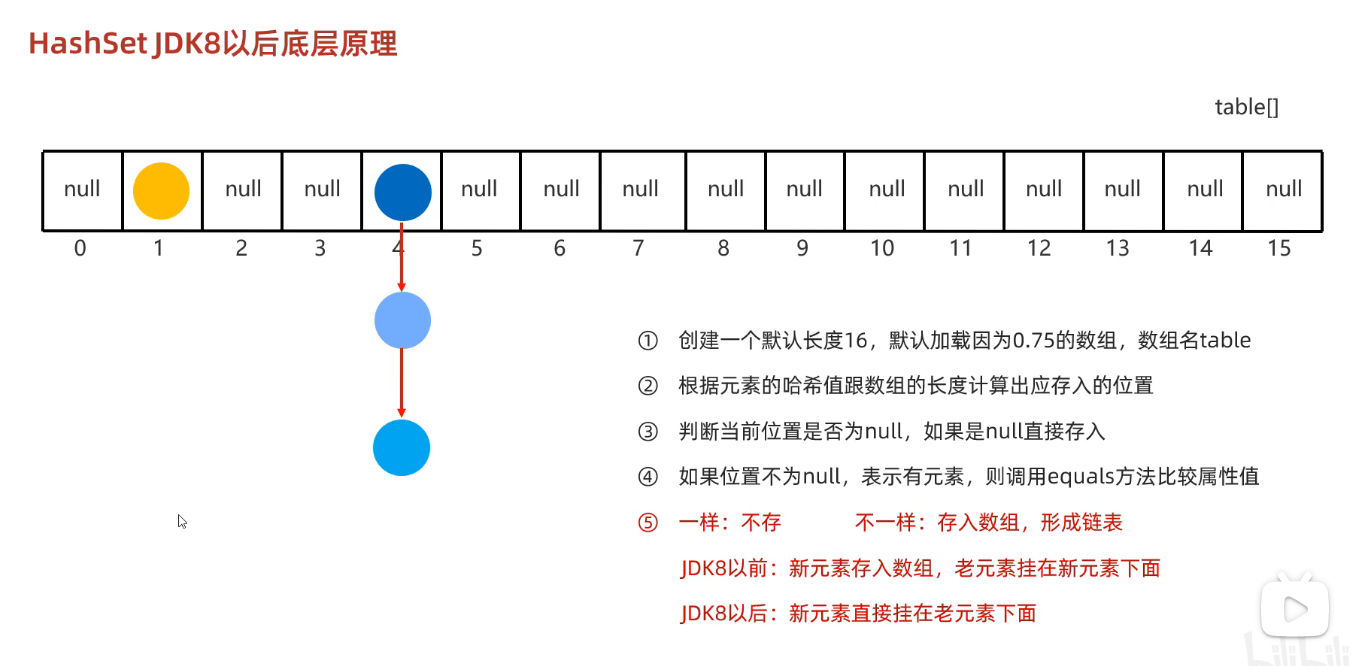 HashSet JDK8以后底层原理
table[]
null null null null null null null null null null null null null null
0 1 2 3 4 5 6 7 8 9 10 11 12 13 14 15
① 创建一个默认长度16，默认加载因为0.75的数组，数组名table
② 根据元素的哈希值跟数组的长度计算出应存入的位置
③ 判断当前位置是否为null，如果是null直接存入
④ 如果位置不为null，表示有元素，则调用equals方法比较属性值
⑤ 一样：不存 不一样：存入数组，形成链表
JDK8以前：新元素存入数组，老元素挂在新元素下面
JDK8以后：新元素直接挂在老元素下面